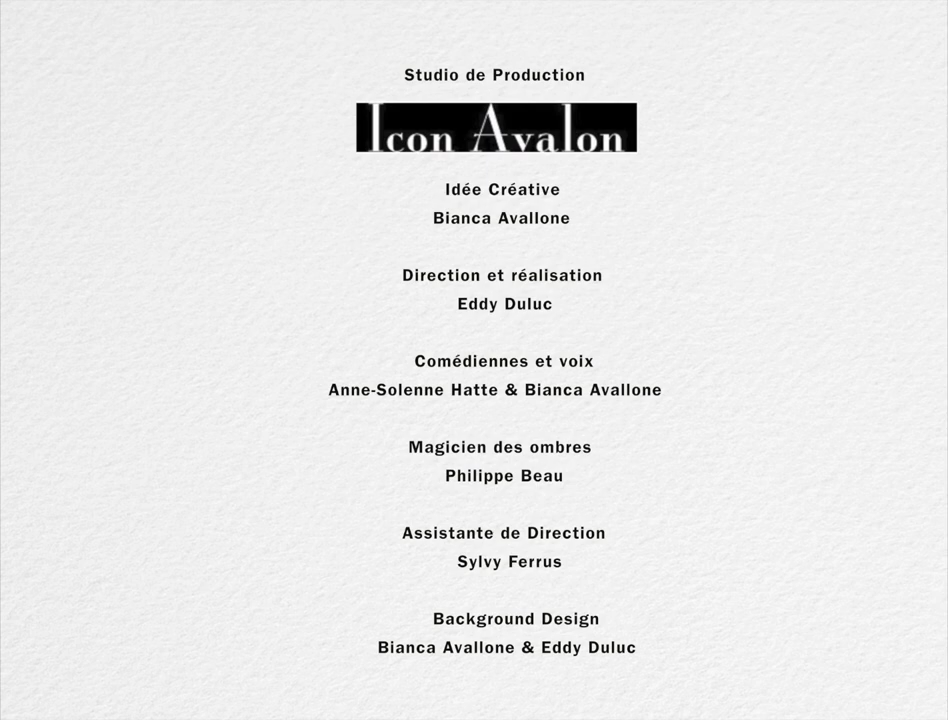 Studio de Production
Icon Avalon
Idée Créative
Bianca Avallone
Direction et réalisation
Eddy Duluc
Comédiennes et voix
Anne-Solenne Hatte & Bianca Avallone
Magicien des ombres
Philippe Beau
Assistante de Direction
Sylvy Ferrus
Background Design
Bianca Avallone & Eddy Duluc